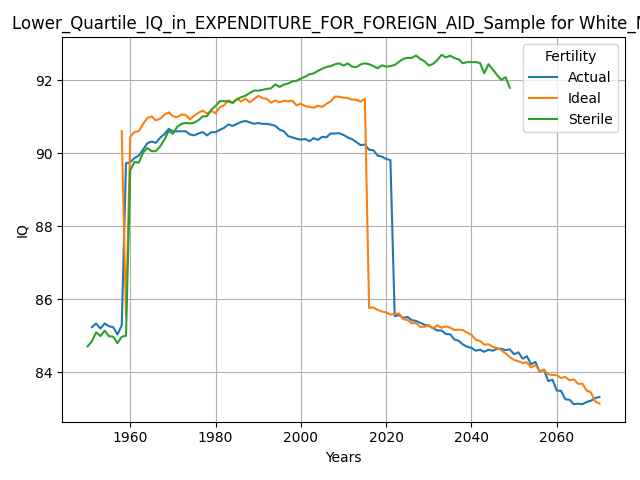 Lower_Quartile_IQ_in_EXPENDITURE_FOR_FOREIGN_AID_Sample for White_
Fertility
Actual
Ideal
Sterile
92
90
88
86
84
IQ
1960
1980
2000
2020
2040
2060
Years